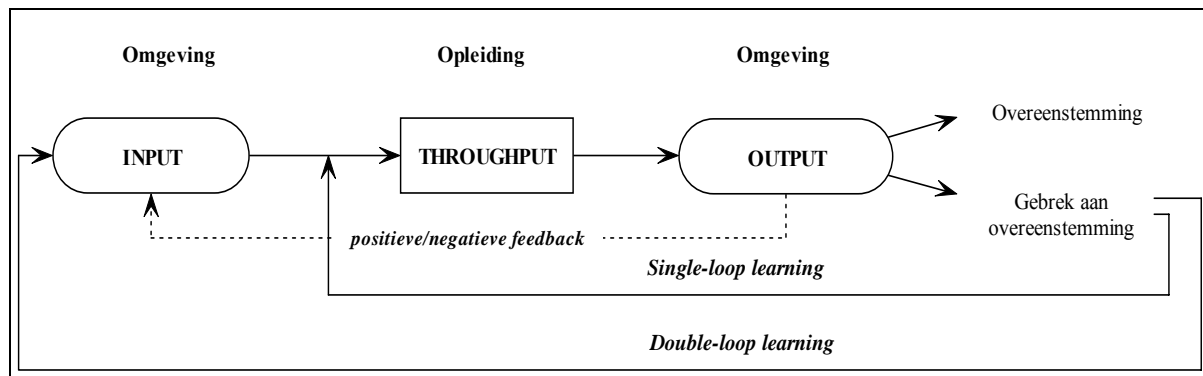 Omgeving
Opleiding
Omgeving
INPUT
THROUGHPUT
OUTPUT
Overeenstemming
Gebrek aan
overeenstemming
positieve/negatieve feedback
Single-loop learning
Double-loop learning